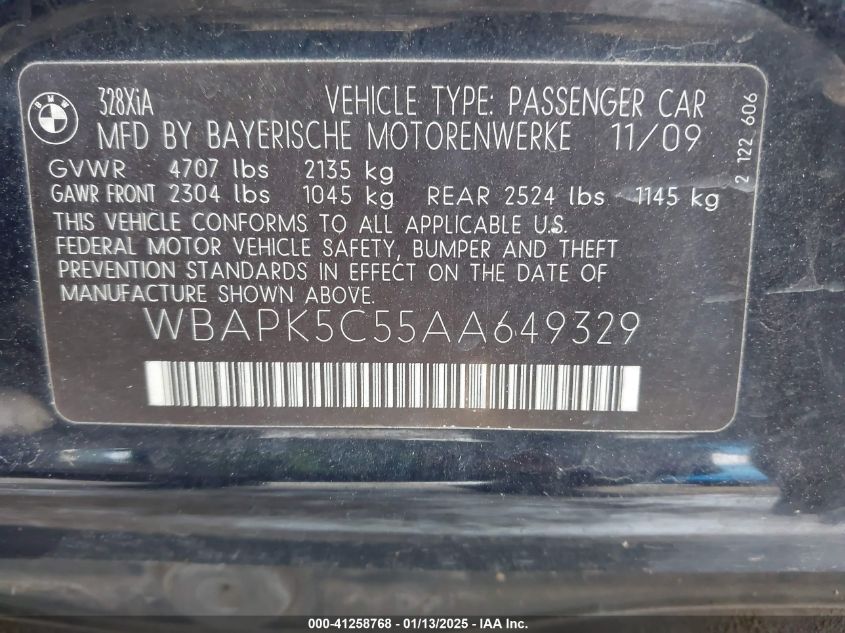 BMW
328XiA VEHICLE TYPE: PASSENGER CAR
MFD BY BAYERISCHE MOTORENWERKE 11/09
GVWR 4707 lbs 2135 kg
GAWR FRONT 2304 lbs 1045 kg REAR 2524 lbs 1145 kg
THIS VEHICLE CONFORMS TO ALL APPLICABLE U.S.
FEDERAL MOTOR VEHICLE SAFETY, BUMPER AND THEFT
PREVENTION STANDARDS IN EFFECT ON THE DATE OF
MANUFACTURE SHOWN ABOVE.
WBAPK5C55AA649329
2 122 606
000-41258768 - 01/13/2025 - IAA Inc.